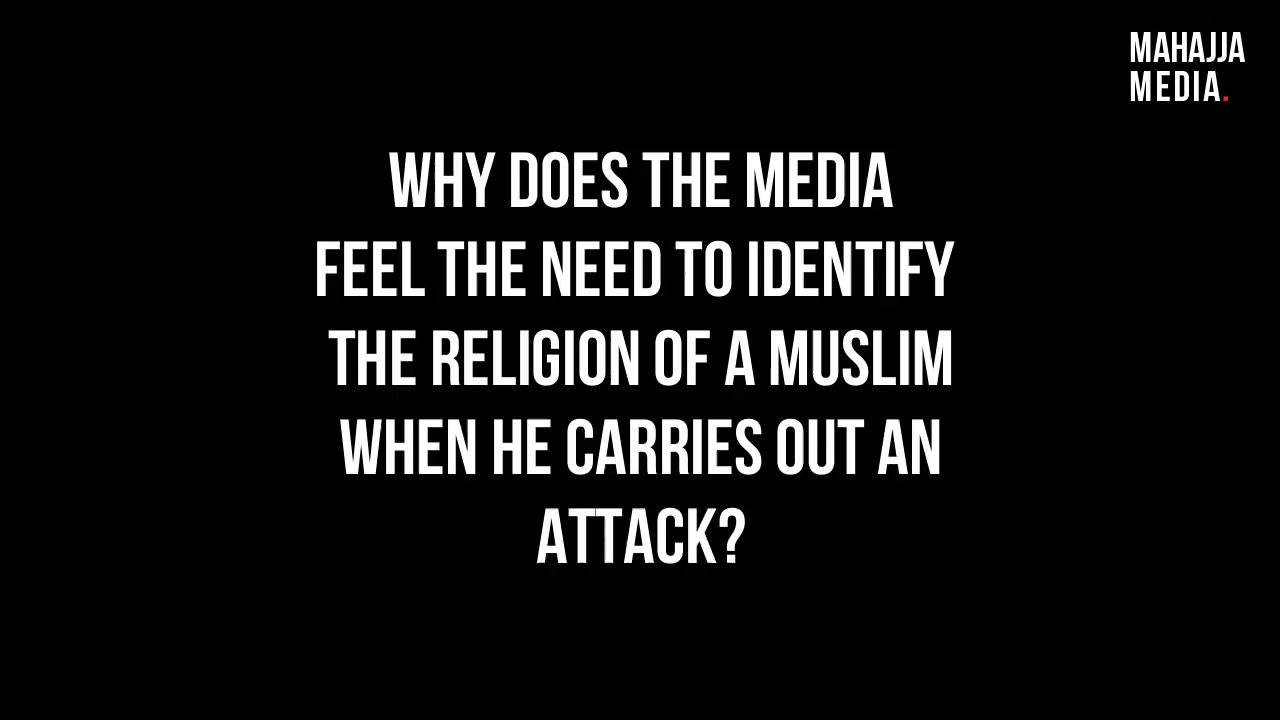 MAHAJJA
MEDIA.
WHY DOES THE MEDIA
FEEL THE NEED TO IDENTIFY
THE RELIGION OF A MUSLIM
WHEN HE CARRIES OUT AN
ATTACK?